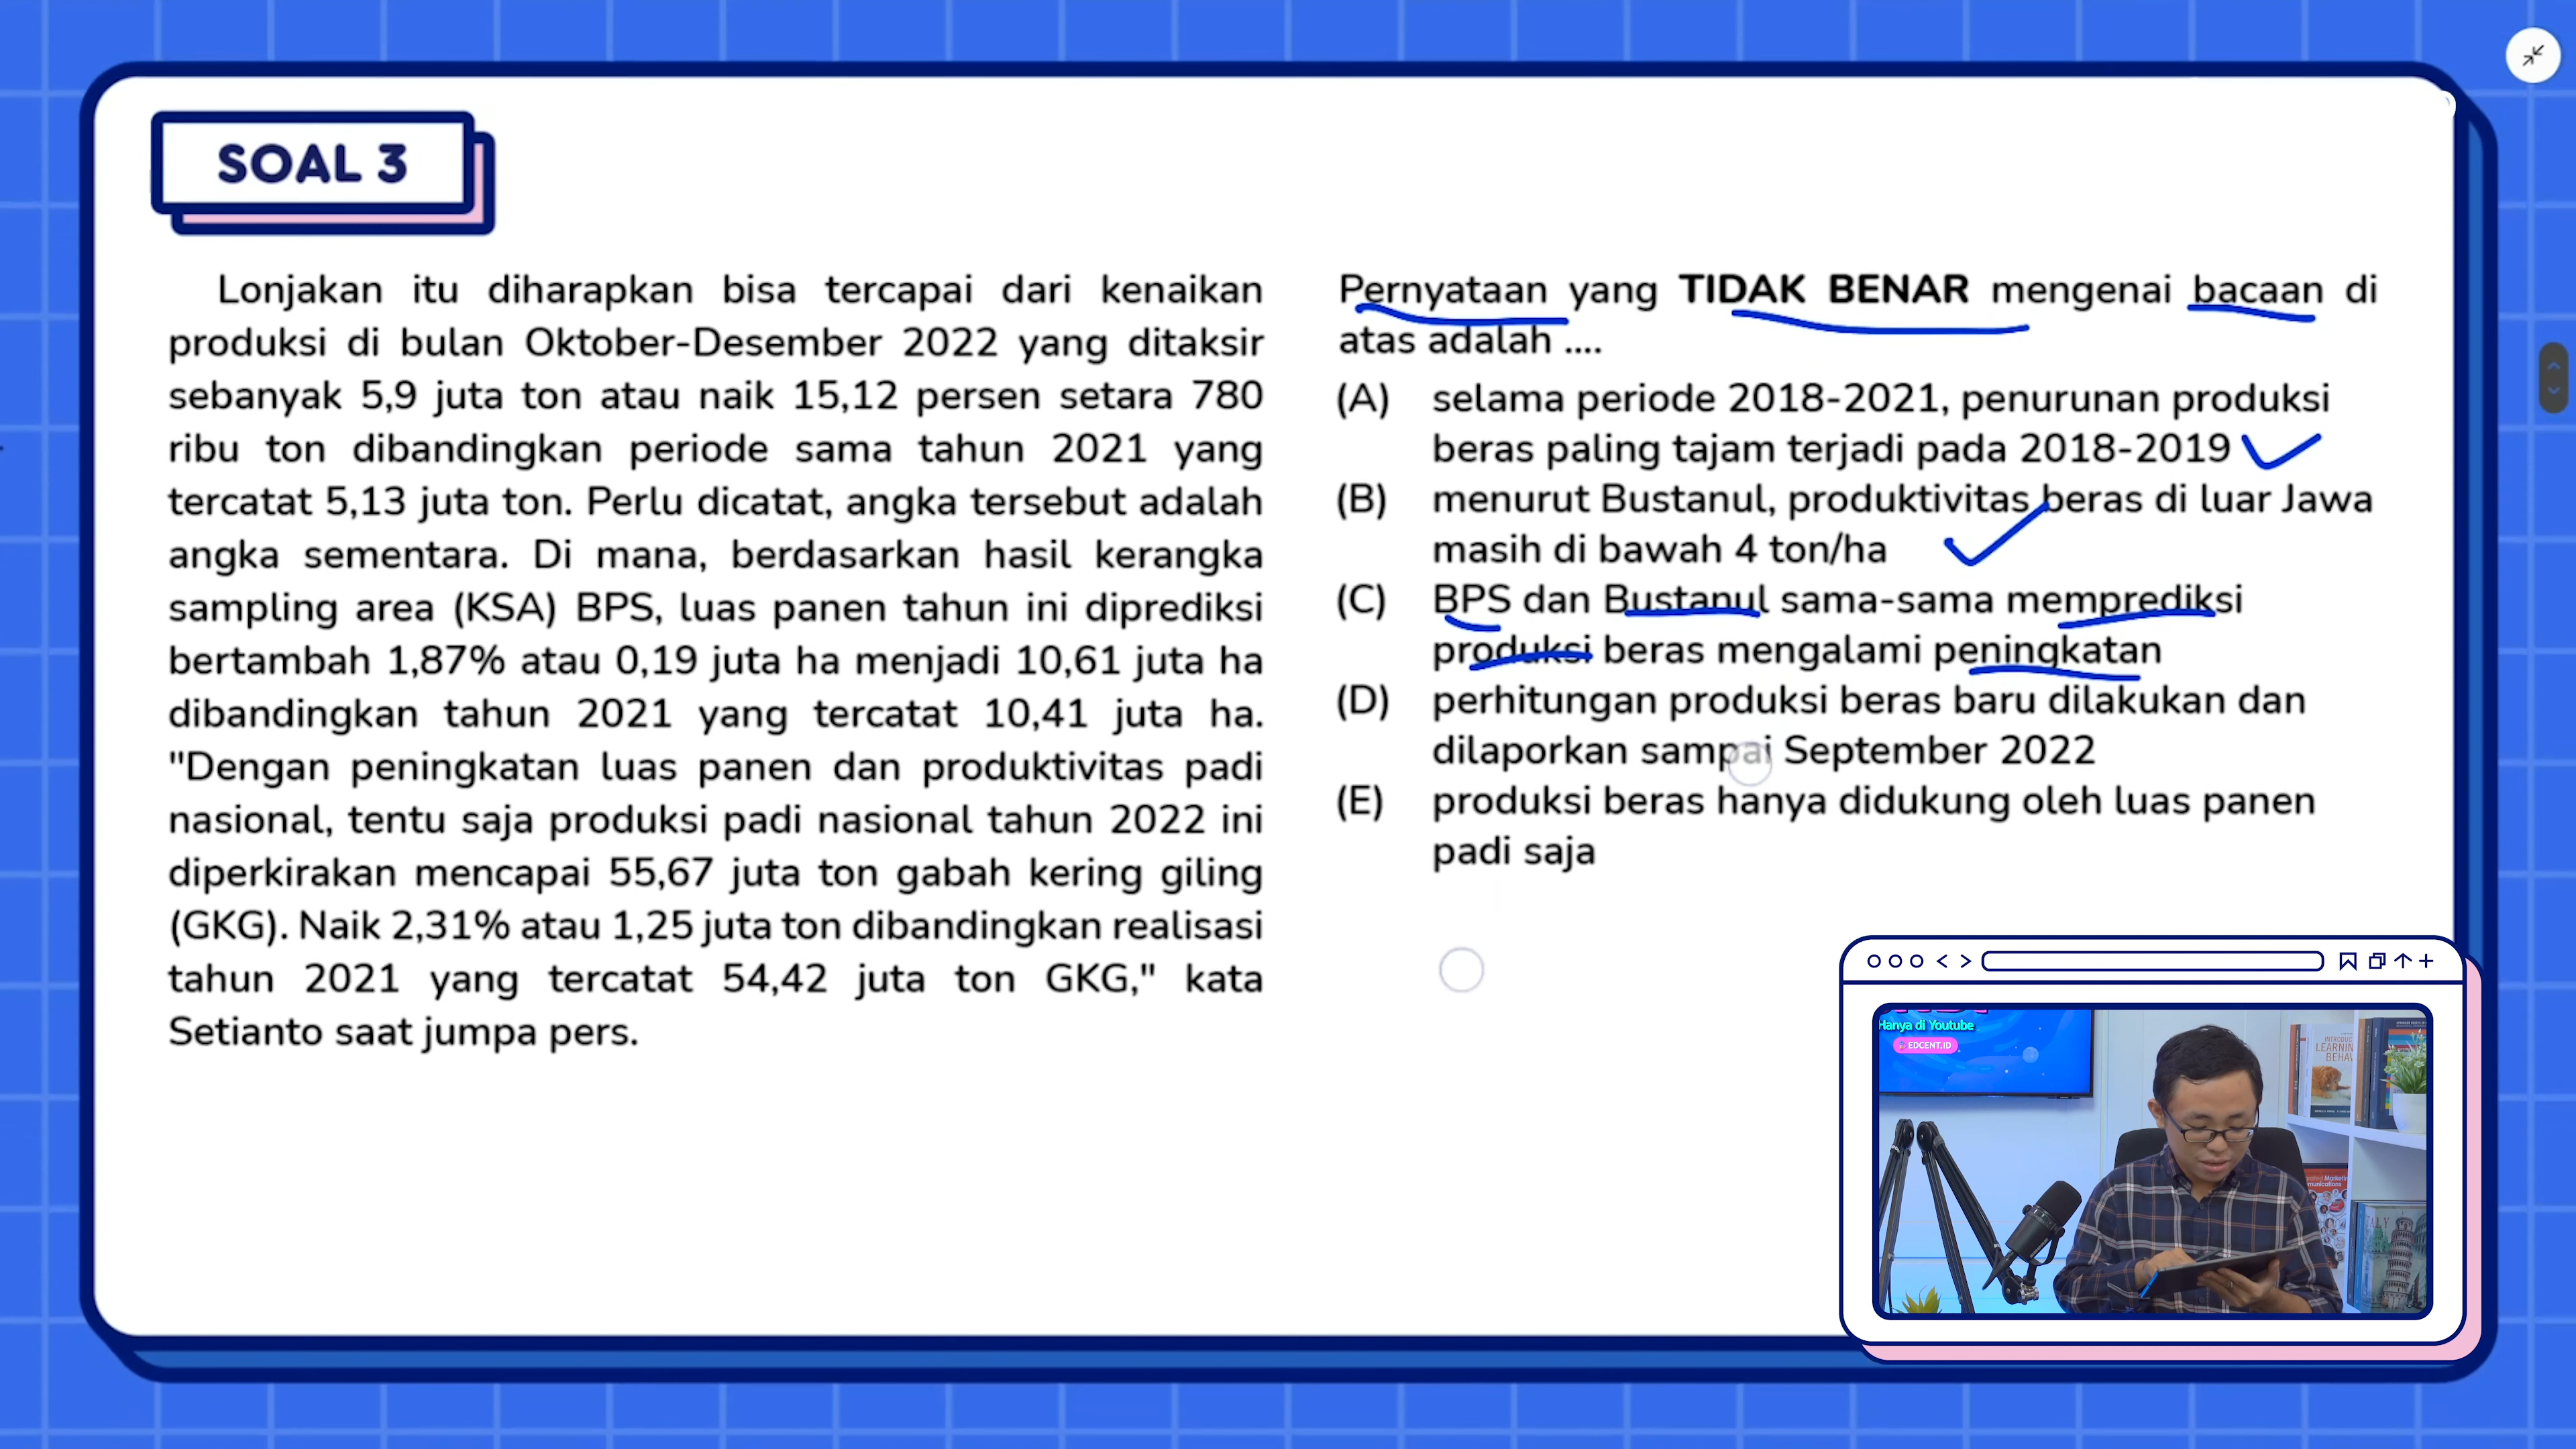 SOAL 3
Lonjakan itu diharapkan bisa tercapai dari kenaikan
produksi di bulan Oktober-Desember 2022 yang ditaksir
sebanyak 5,9 juta ton atau naik 15,12 persen setara 780
ribu ton dibandingkan periode sama tahun 2021 yang
tercatat 5,13 juta ton. Perlu dicatat, angka tersebut adalah
angka sementara. Di mana, berdasarkan hasil kerangka
sampling area (KSA) BPS, luas panen tahun ini diprediksi
bertambah 1,87% atau 0,19 juta ha menjadi 10,61 juta ha
dibandingkan tahun 2021 yang tercatat 10,41 juta ha.
"Dengan peningkatan luas panen dan produktivitas padi
nasional, tentu saja produksi padi nasional tahun 2022 ini
diperkirakan mencapai 55,67 juta ton gabah kering giling
(GKG). Naik 2,31% atau 1,25 juta ton dibandingkan realisasi
tahun 2021 yang tercatat 54,42 juta ton GKG," kata
Setianto saat jumpa pers.
Pernyataan yang TIDAK BENAR mengenai bacaan di
atas adalah ....
(A) selama periode 2018-2021, penurunan produksi
beras paling tajam terjadi pada 2018-2019
(B) menurut Bustanul, produktivitas beras di luar Jawa
masih di bawah 4 ton/ha
(C) BPS dan Bustanul sama-sama memprediksi
produksi beras mengalami peningkatan
(D) perhitungan produksi beras baru dilakukan dan
dilaporkan sampai September 2022
(E) produksi beras hanya didukung oleh luas panen
padi saja
Hanya di Youtube
EDCENT.ID
LEARNIN
BEHA